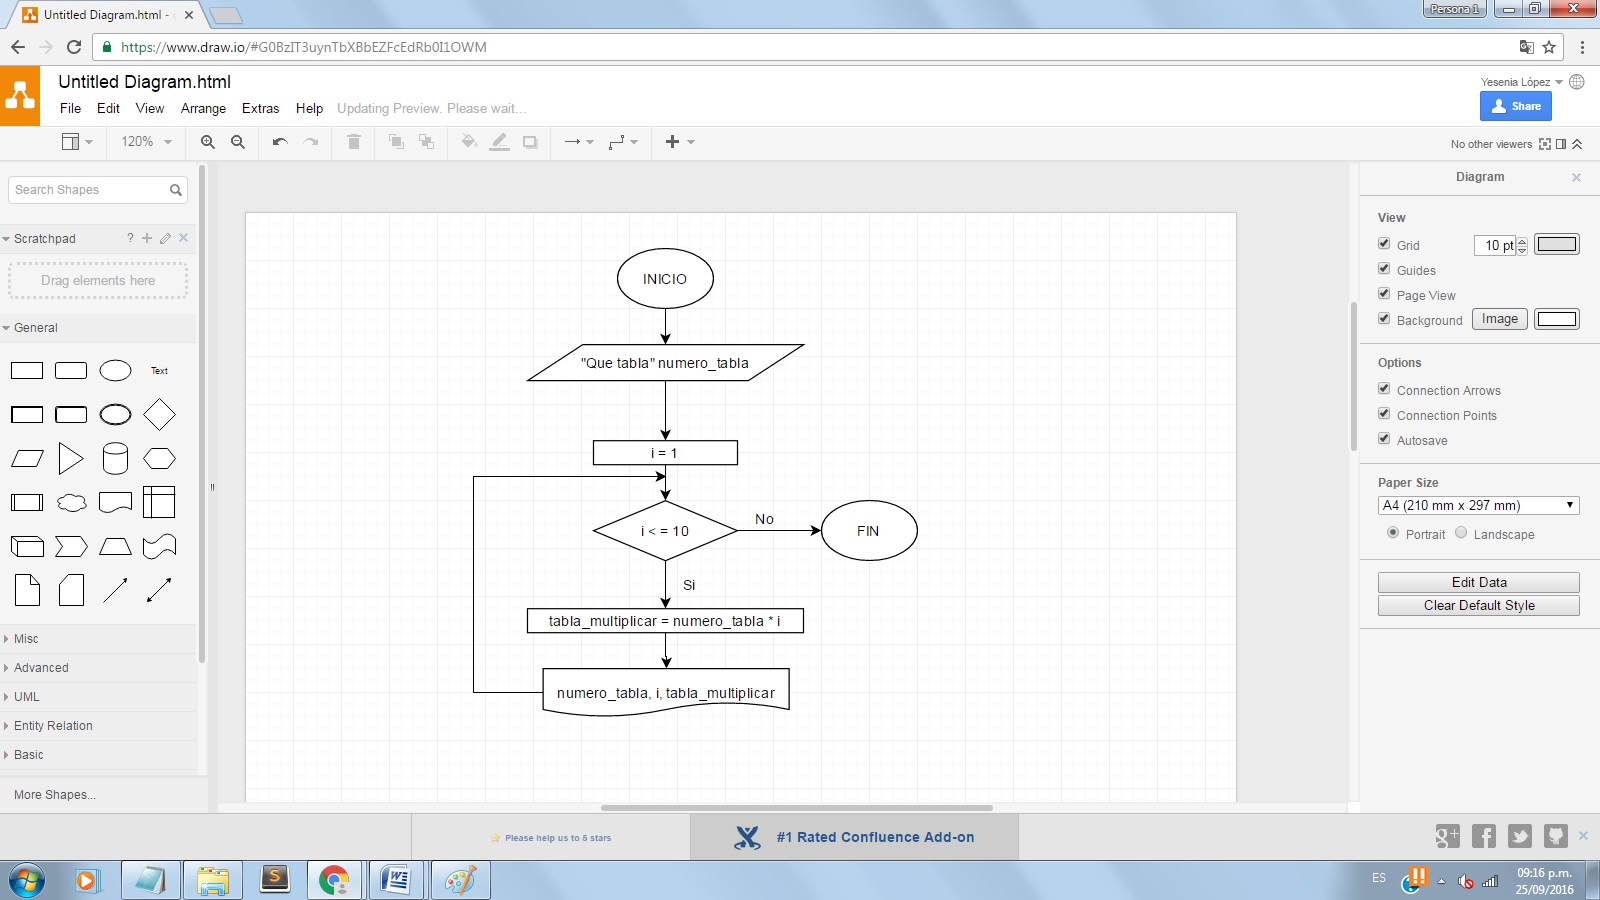 Untitled Diagram.html -
Persona 1
https://www.draw.io/#G0BzIT3uynTbXBbEZFcEdRb0I1OWM
Untitled Diagram.html
Yesenia López
File Edit View Arrange Extras Help Updating Preview. Please wait...
Share
120%
No other viewers
Search Shapes
Scratchpad ?
Drag elements here
General
Text
Misc
Advanced
UML
Entity Relation
Basic
More Shapes...
INICIO
"Que tabla" numero_tabla
i = 1
i < = 10
No
FIN
Si
tabla_multiplicar = numero_tabla * i
numero_tabla, i, tabla_multiplicar
Diagram
View
Grid 10 pt
Guides
Page View
Background Image
Options
Connection Arrows
Connection Points
Autosave
Paper Size
A4 (210 mm x 297 mm)
Portrait Landscape
Edit Data
Clear Default Style
Please help us to 5 stars
#1 Rated Confluence Add-on
g+
ES
09:16 p.m.
25/09/2016